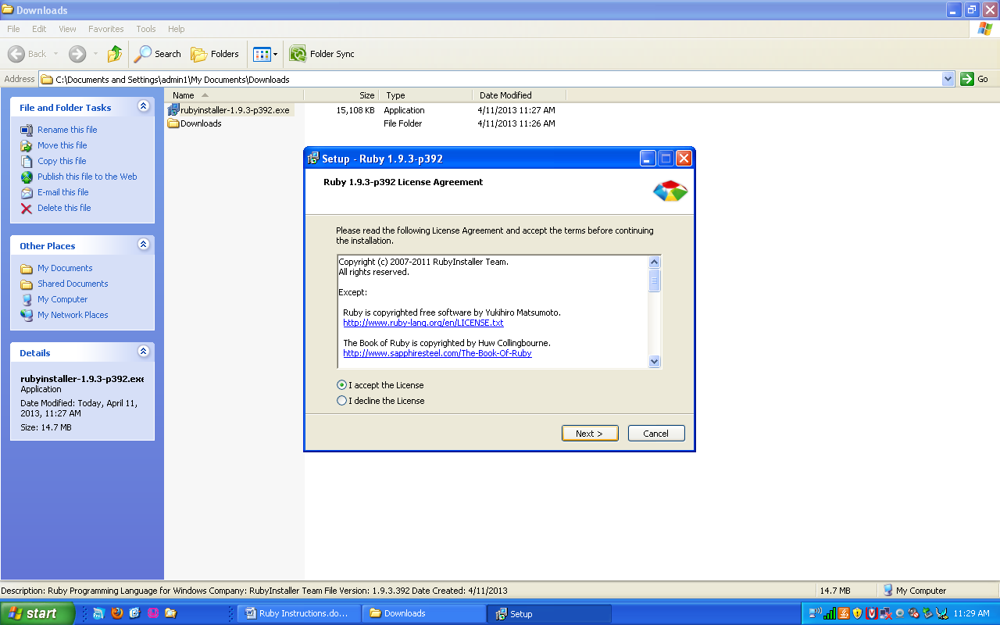 Downloads
File Edit View Favorites Tools Help
Back Search Folders Folder Sync
Address C:\Documents and Settings\admin1\My Documents\Downloads Go
Name Size Type Date Modified
rubyinstaller-1.9.3-p392.exe 15,108 KB Application 4/11/2013 11:27 AM
Downloads File Folder 4/11/2013 11:26 AM
File and Folder Tasks
Rename this file
Move this file
Copy this file
Publish this file to the Web
E-mail this file
Delete this file
Other Places
My Documents
Shared Documents
My Computer
My Network Places
Details
rubyinstaller-1.9.3-p392.exe
Application
Date Modified: Today, April 11,
2013, 11:27 AM
Size: 14.7 MB
Setup - Ruby 1.9.3-p392
Ruby 1.9.3-p392 License Agreement
Please read the following License Agreement and accept the terms before continuing
the installation.
Copyright (c) 2007-2011 RubyInstaller Team.
All rights reserved.
Except:
Ruby is copyrighted free software by Yukihiro Matsumoto.
http://www.ruby-lang.org/en/LICENSE.txt
The Book of Ruby is copyrighted by Huw Collingbourne.
http://www.sapphiresteel.com/The-Book-Of-Ruby
I accept the License
I decline the License
Next > Cancel
Description: Ruby Programming Language for Windows Company: RubyInstaller Team File Version: 1.9.3.392 Date Created: 4/11/2013 14.7 MB My Computer
start Ruby Instructions.do... Downloads Setup 11:29 AM